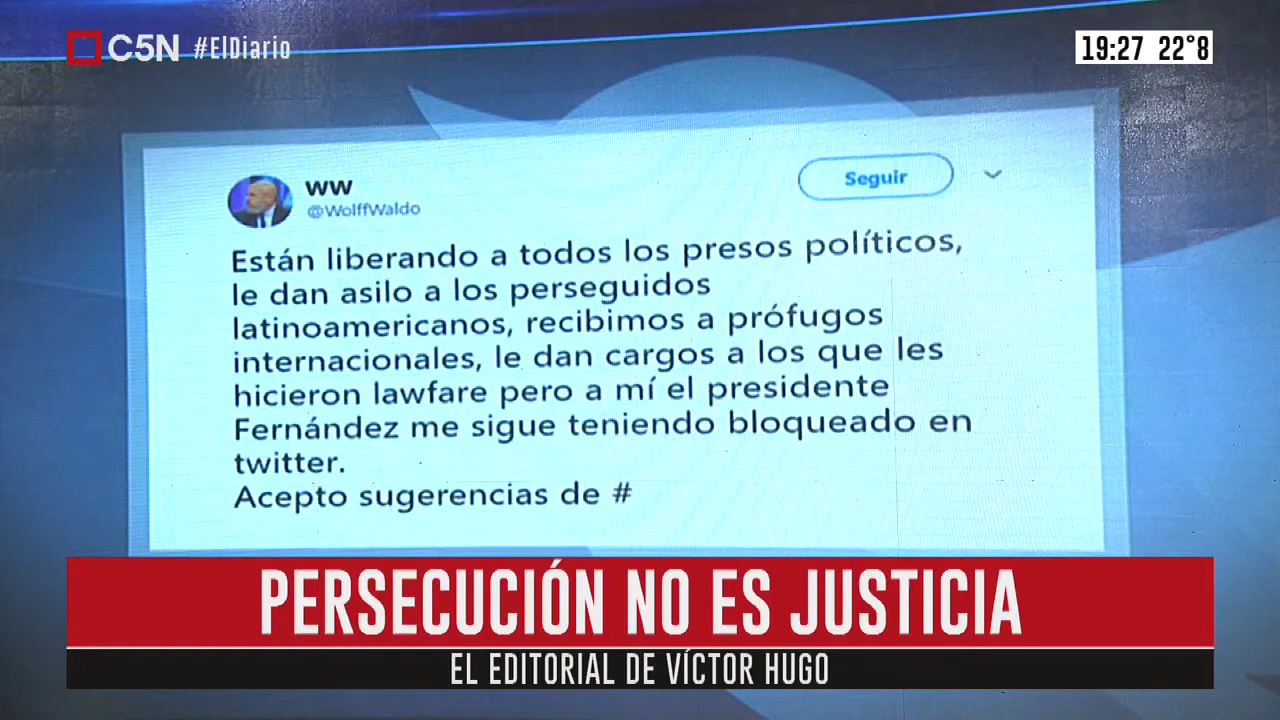 C5N #ElDiario
19:27 22°8
WW
@WolffWaldo
Seguir
Están liberando a todos los presos políticos,
le dan asilo a los perseguidos
latinoamericanos, recibimos a prófugos
internacionales, le dan cargos a los que les
hicieron lawfare pero a mí el presidente
Fernández me sigue teniendo bloqueado en
twitter.
Acepto sugerencias de #
PERSECUCIÓN NO ES JUSTICIA
EL EDITORIAL DE VÍCTOR HUGO